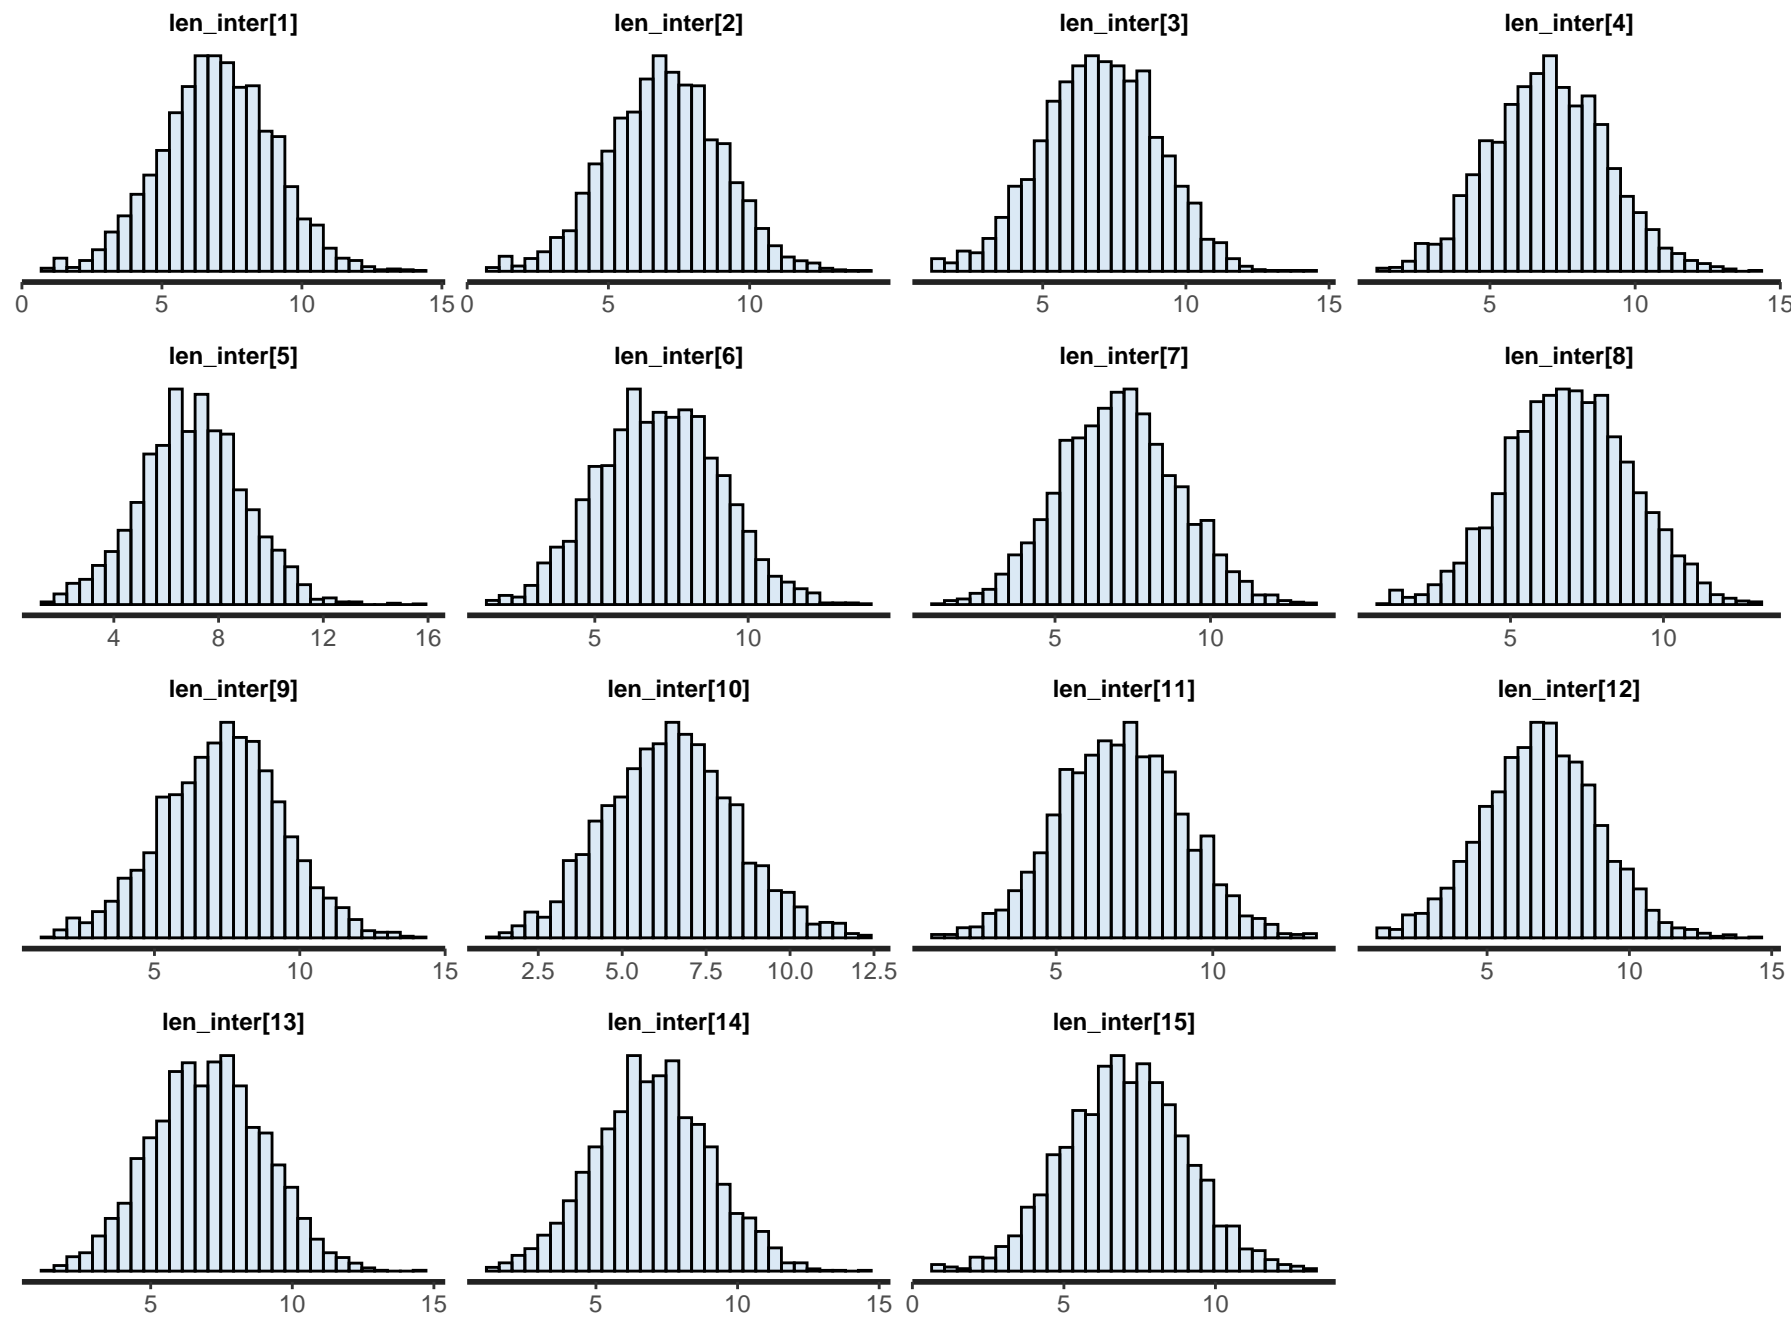 len_inter[1] len_inter[2] len_inter[3] len_inter[4]
0 5 10 15 0 5 10 5 10 15 5 10 15
len_inter[5] len_inter[6] len_inter[7] len_inter[8]
4 8 12 16 5 10 5 10 5 10
len_inter[9] len_inter[10] len_inter[11] len_inter[12]
5 10 15 2.5 5.0 7.5 10.0 12.5 5 10 5 10 15
len_inter[13] len_inter[14] len_inter[15]
5 10 15 5 10 15 0 5 10